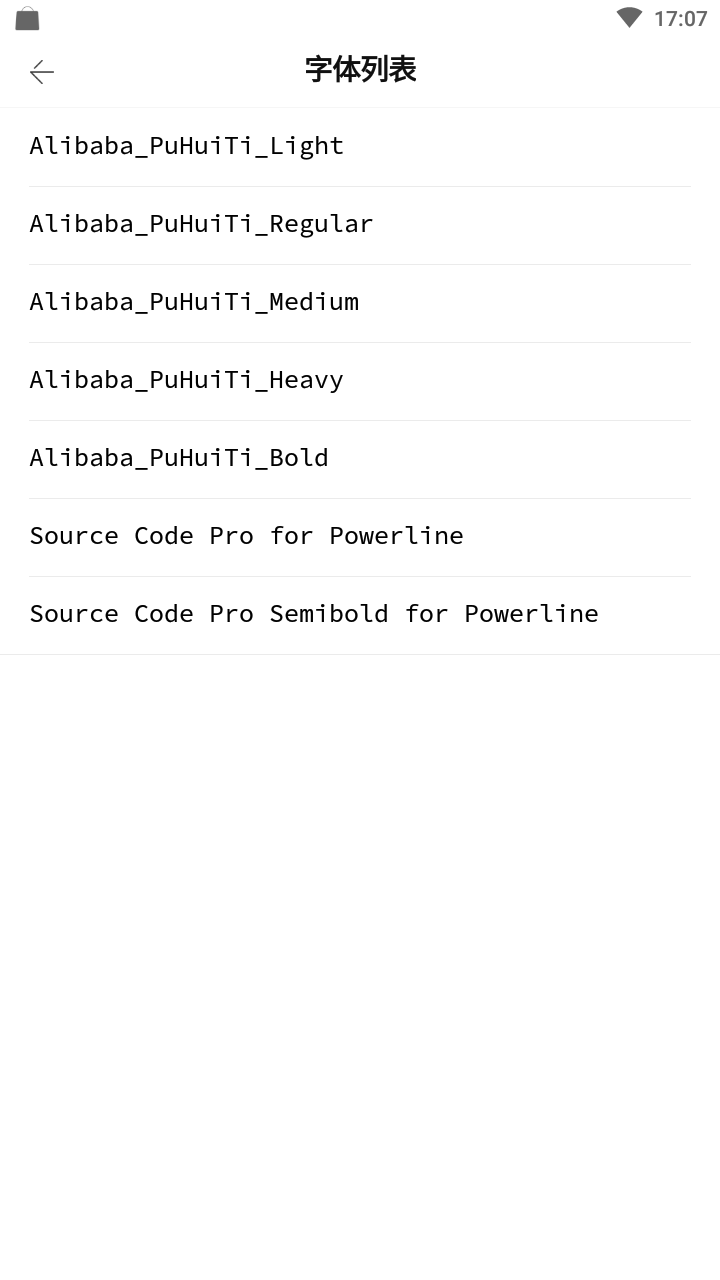 17:07
字体列表
Alibaba_PuHuiTi_Light
Alibaba_PuHuiTi_Regular
Alibaba_PuHuiTi_Medium
Alibaba_PuHuiTi_Heavy
Alibaba_PuHuiTi_Bold
Source Code Pro for Powerline
Source Code Pro Semibold for Powerline